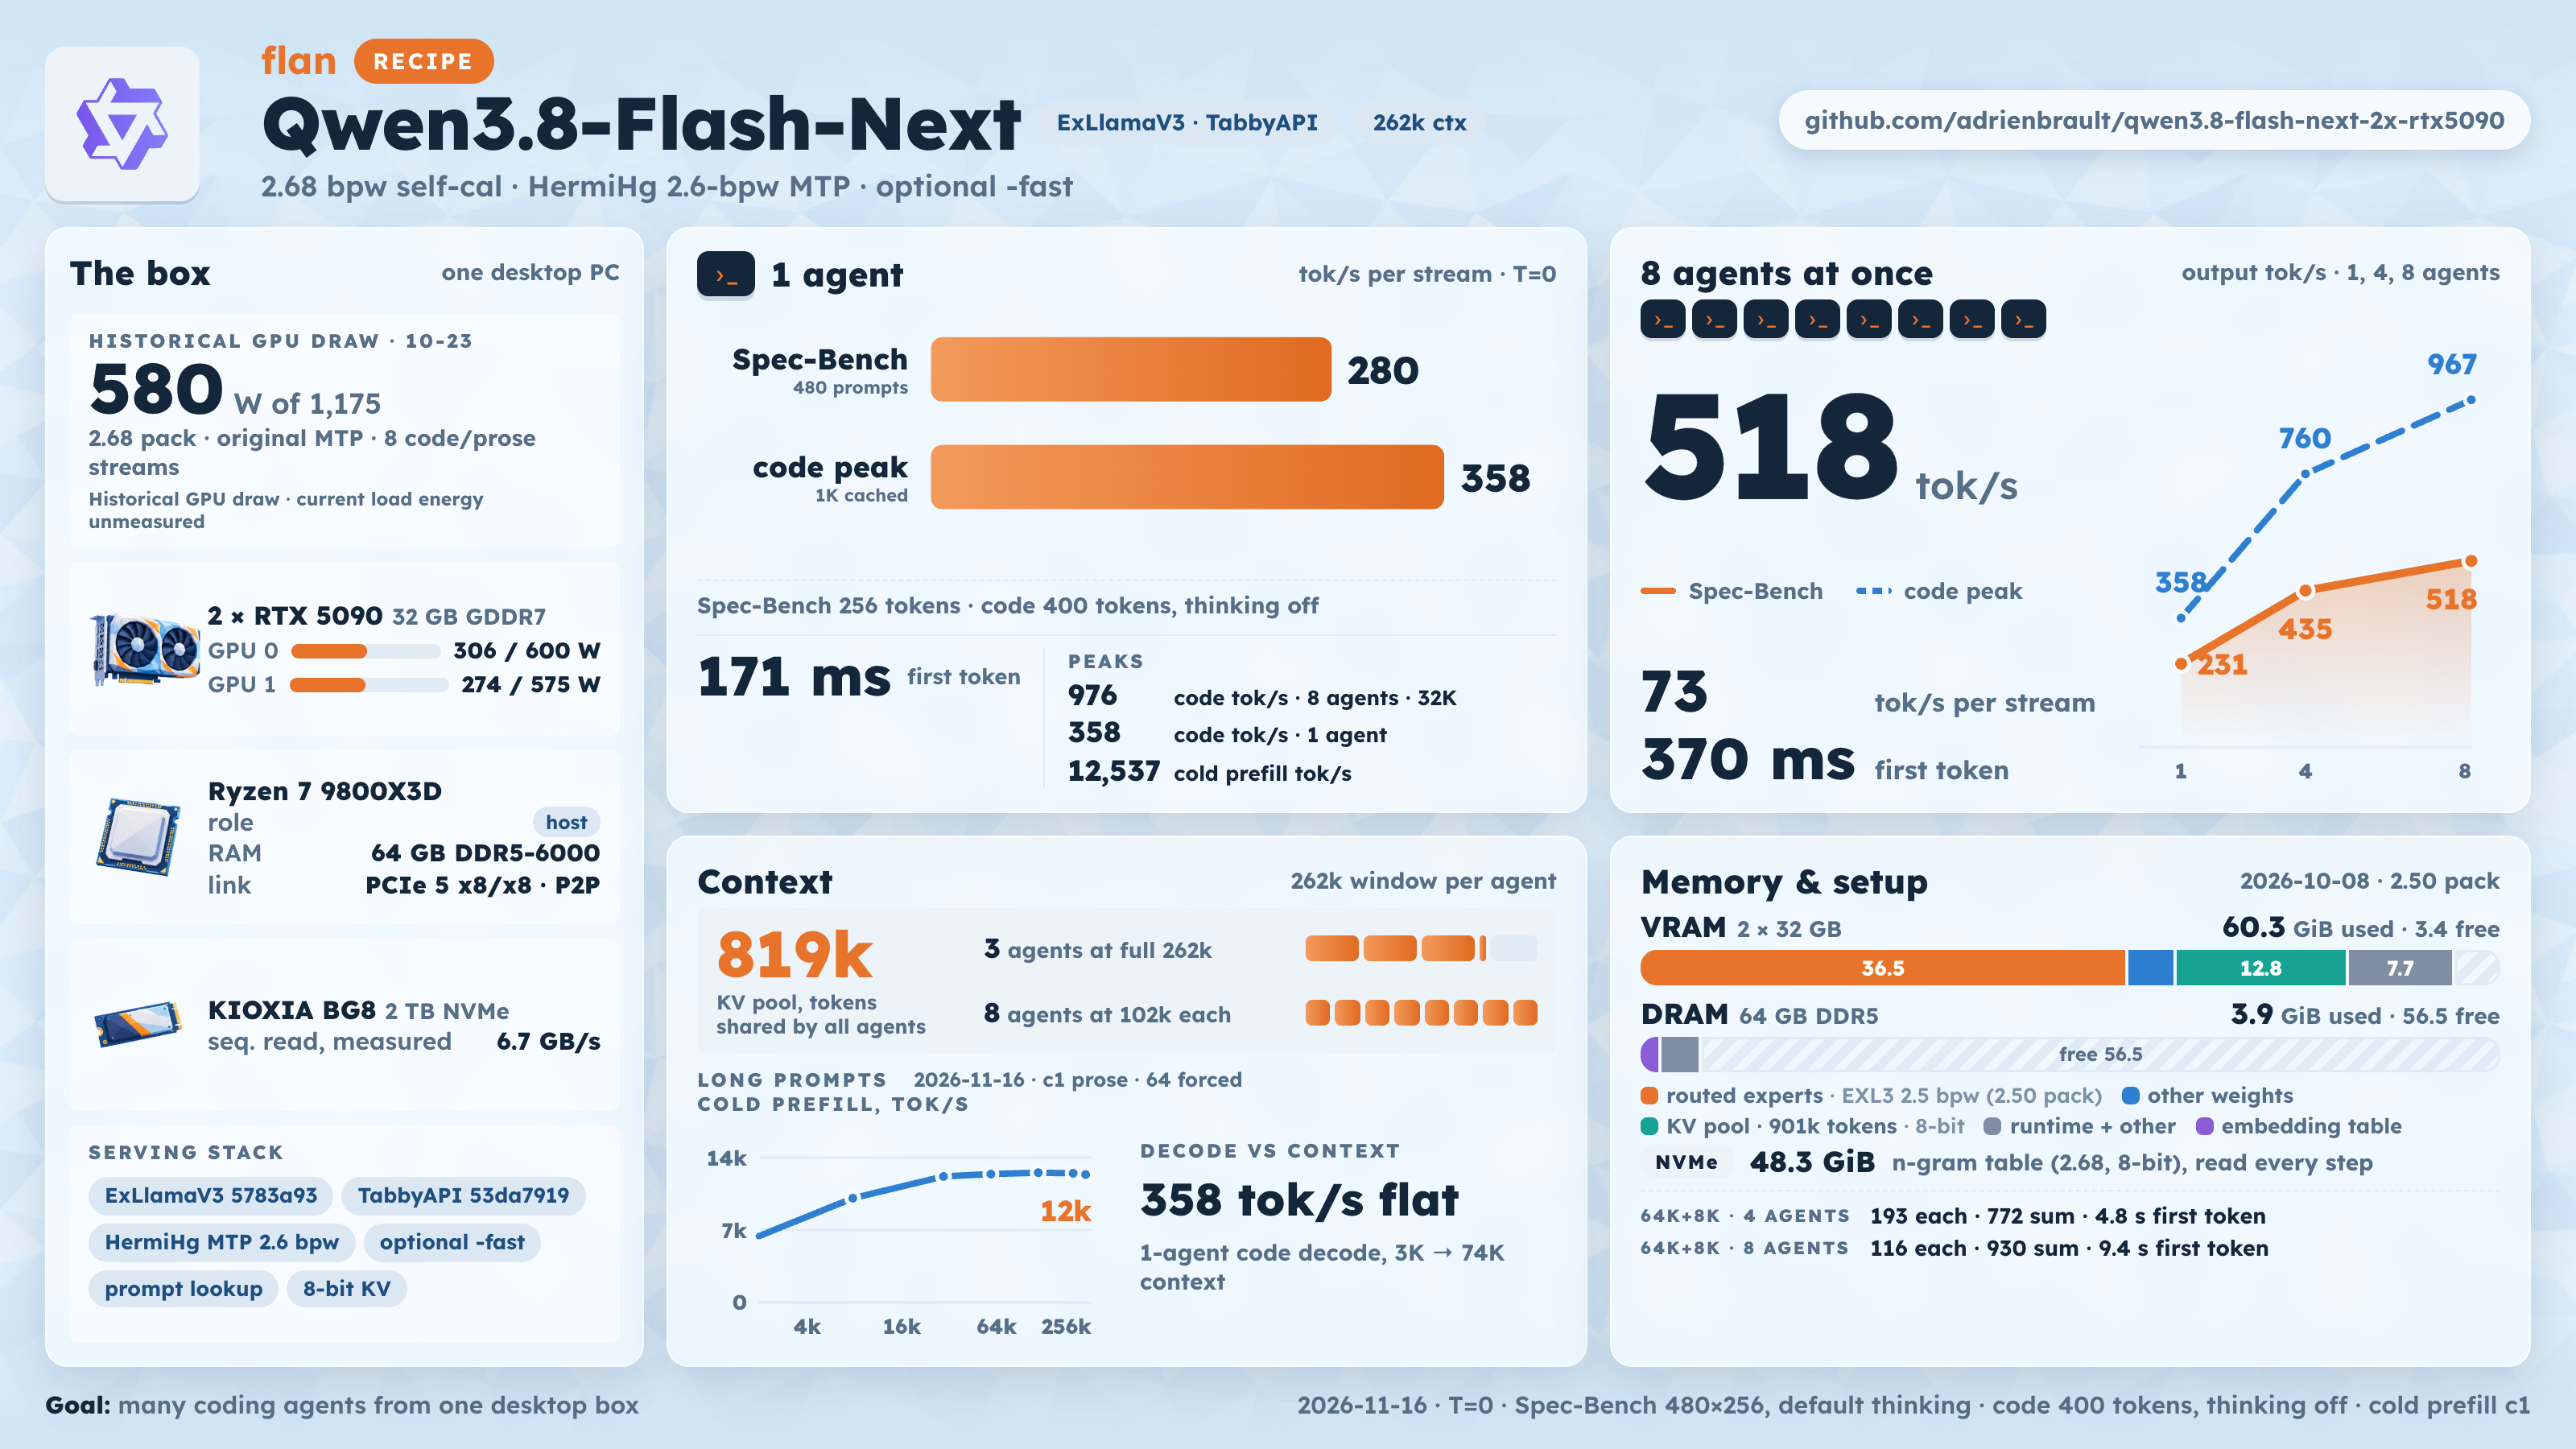 flan RECIPE
Qwen3.8-Flash-Next ExLlamaV3 · TabbyAPI 262k ctx
2.68 bpw self-cal · HermiHg 2.6-bpw MTP · optional -fast
github.com/adrienbrault/qwen3.8-flash-next-2x-rtx5090
The box one desktop PC
HISTORICAL GPU DRAW · 10-23
580 W of 1,175
2.68 pack · original MTP · 8 code/prose
streams
Historical GPU draw · current load energy
unmeasured
2 × RTX 5090 32 GB GDDR7
GPU 0 306 / 600 W
GPU 1 274 / 575 W
Ryzen 7 9800X3D
role host
RAM 64 GB DDR5-6000
link PCIe 5 x8/x8 · P2P
KIOXIA BG8 2 TB NVMe
seq. read, measured 6.7 GB/s
SERVING STACK
ExLlamaV3 5783a93 TabbyAPI 53da7919
HermiHg MTP 2.6 bpw optional -fast
prompt lookup 8-bit KV
›_ 1 agent tok/s per stream · T=0
Spec-Bench 280
480 prompts
code peak 358
1K cached
Spec-Bench 256 tokens · code 400 tokens, thinking off
171 ms first token
PEAKS
976 code tok/s · 8 agents · 32K
358 code tok/s · 1 agent
12,537 cold prefill tok/s
8 agents at once output tok/s · 1, 4, 8 agents
›_ ›_ ›_ ›_ ›_ ›_ ›_ ›_
518 tok/s
Spec-Bench code peak
73 tok/s per stream
370 ms first token
967
760
358
518
435
231
1 4 8
Context 262k window per agent
819k
KV pool, tokens
shared by all agents
3 agents at full 262k
8 agents at 102k each
LONG PROMPTS 2026-11-16 · c1 prose · 64 forced
COLD PREFILL, TOK/S
14k
7k
0
12k
4k 16k 64k 256k
DECODE VS CONTEXT
358 tok/s flat
1-agent code decode, 3K → 74K
context
Memory & setup 2026-10-08 · 2.50 pack
VRAM 2 × 32 GB 60.3 GiB used · 3.4 free
36.5 12.8 7.7
DRAM 64 GB DDR5 3.9 GiB used · 56.5 free
free 56.5
routed experts · EXL3 2.5 bpw (2.50 pack) other weights
KV pool · 901k tokens · 8-bit runtime + other embedding table
NVMe 48.3 GiB n-gram table (2.68, 8-bit), read every step
64K+8K · 4 AGENTS 193 each · 772 sum · 4.8 s first token
64K+8K · 8 AGENTS 116 each · 930 sum · 9.4 s first token
Goal: many coding agents from one desktop box
2026-11-16 · T=0 · Spec-Bench 480×256, default thinking · code 400 tokens, thinking off · cold prefill c1